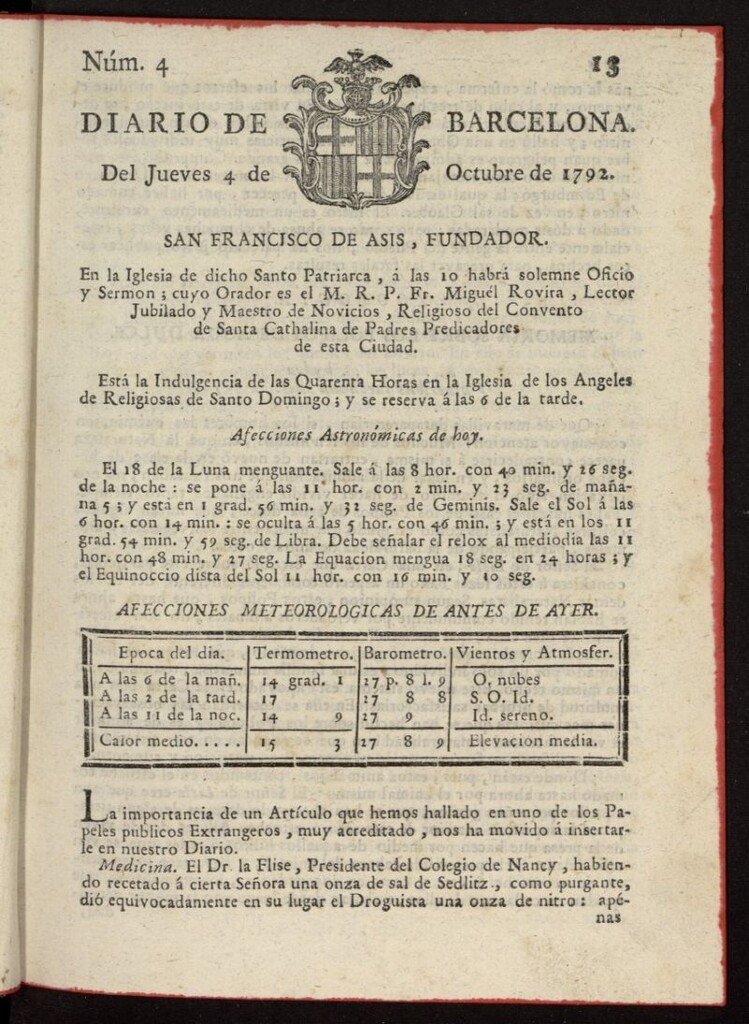 Núm. 4
13
DIARIO DE BARCELONA.
Del Jueves 4 de Octubre de 1792.
SAN FRANCISCO DE ASIS , FUNDADOR.
En la Iglesia de dicho Santo Patriarca , á las 10 habrá solemne Oficio
y Sermon ; cuyo Orador es el M. R. P. Fr. Miguél Rovira , Lector
Jubilado y Maestro de Novicios , Religioso del Convento
de Santa Cathalina de Padres Predicadores
de esta Ciudad.
Está la Indulgencia de las Quarenta Horas en la Iglesia de los Angeles
de Religiosas de Santo Domingo ; y se reserva á las 6 de la tarde.
Afecciones Astronómicas de hoy.
El 18 de la Luna menguante. Sale á las 8 hor. con 40 min. y 26 seg.
de la noche : se pone á las 11 hor. con 2 min. y 23 seg. de maña-
na 5 ; y está en 1 grad. 56 min. y 32 seg. de Geminis. Sale el Sol á las
6 hor. con 14 min. : se oculta á las 5 hor. con 46 min. ; y está en los 11
grad. 54 min. y 59 seg. de Libra. Debe señalar el relox al mediodia las 11
hor. con 48 min. y 27 seg. La Equacion mengua 18 seg. en 24 horas ; y
el Equinoccio dista del Sol 11 hor. con 16 min. y 10 seg.
AFECCIONES METEOROLOGICAS DE ANTES DE AYER.
Epoca del dia. Termometro. Barometro. Vientos y Atmosfer.
A las 6 de la mañ. 14 grad. 1 27 p. 8 l. 9 O, nubes
A las 2 de la tard. 17 27 8 8 S. O. Id.
A las 11 de la noc. 14 9 27 9 Id. sereno.
Calor medio. . . . . 15 3 27 8 9 Elevacion media.
La importancia de un Artículo que hemos hallado en uno de los Pa-
peles publicos Extrangeros , muy acreditado , nos ha movido á insertar-
le en nuestro Diario.
Medicina. El Dr. la Flise , Presidente del Colegio de Nancy , habien-
do recetado á cierta Señora una onza de sal de Sedlitz , como purgante,
dió equivocadamente en su lugar el Droguista una onza de nitro : apé-
nas